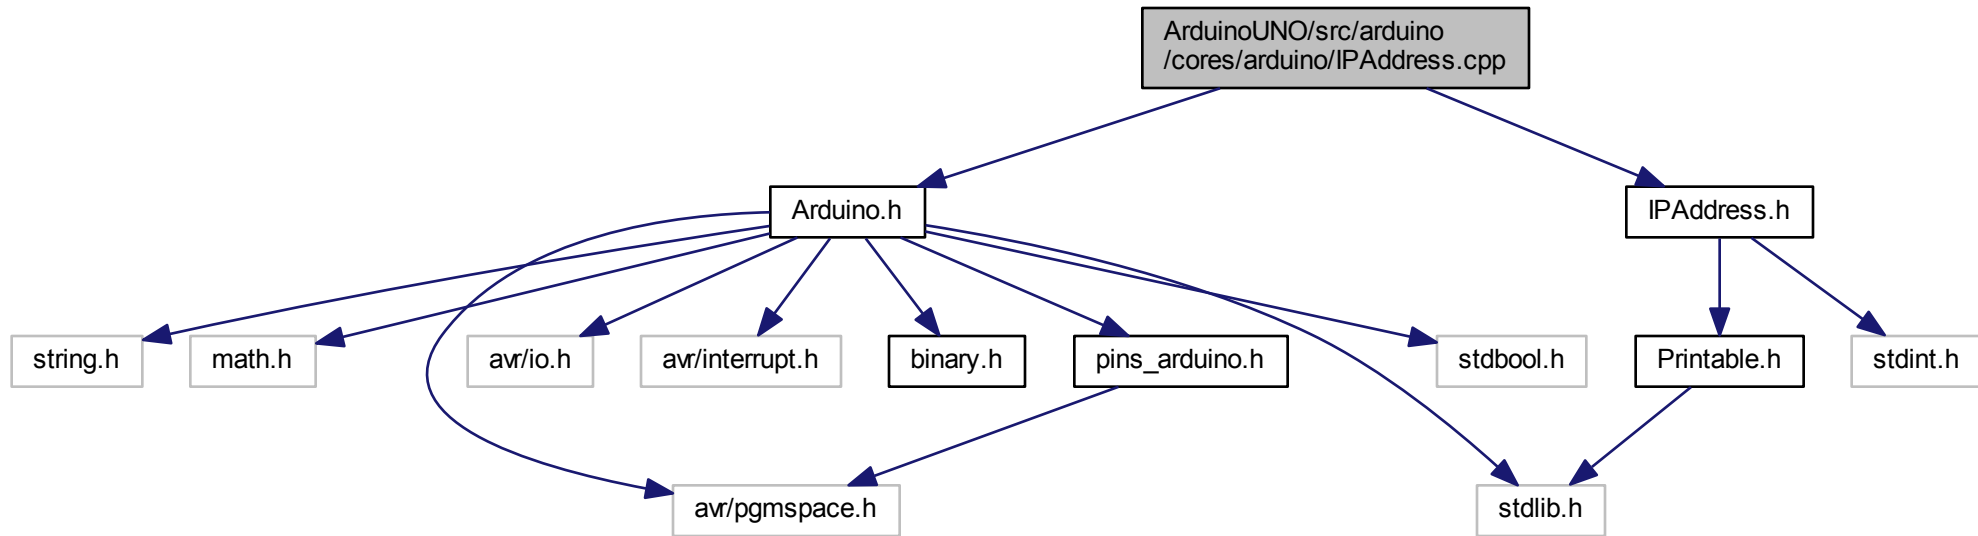 ArduinoUNO/src/arduino
/cores/arduino/IPAddress.cpp
Arduino.h
IPAddress.h
string.h
math.h
avr/io.h
avr/interrupt.h
binary.h
pins_arduino.h
stdbool.h
Printable.h
stdint.h
avr/pgmspace.h
stdlib.h